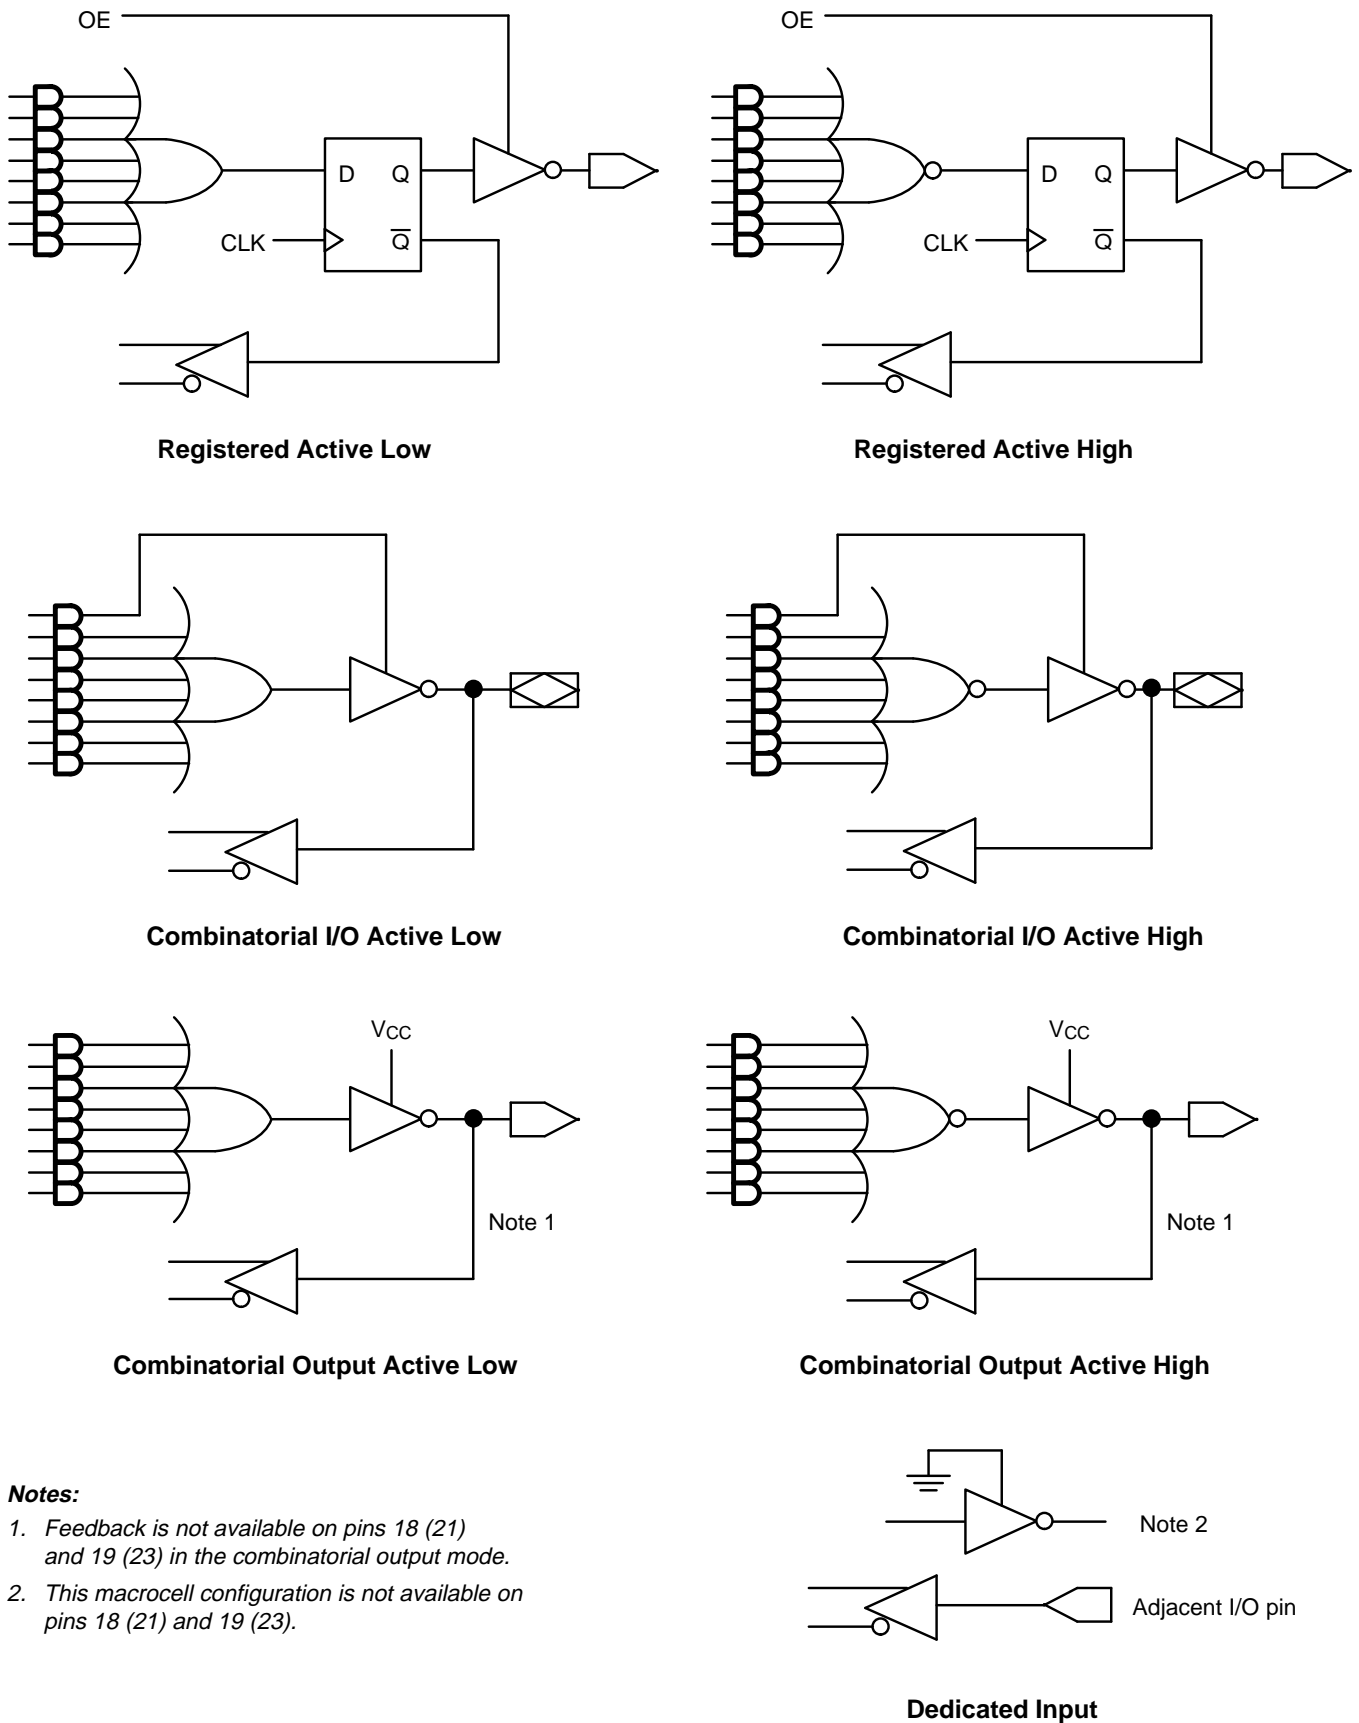 OE
OE
D Q
CLK Q
D Q
CLK Q
Registered Active Low
Registered Active High
Combinatorial I/O Active Low
Combinatorial I/O Active High
VCC
VCC
Note 1
Note 1
Combinatorial Output Active Low
Combinatorial Output Active High
Notes:
1. Feedback is not available on pins 18 (21)
and 19 (23) in the combinatorial output mode.
2. This macrocell configuration is not available on
pins 18 (21) and 19 (23).
Note 2
Adjacent I/O pin
Dedicated Input